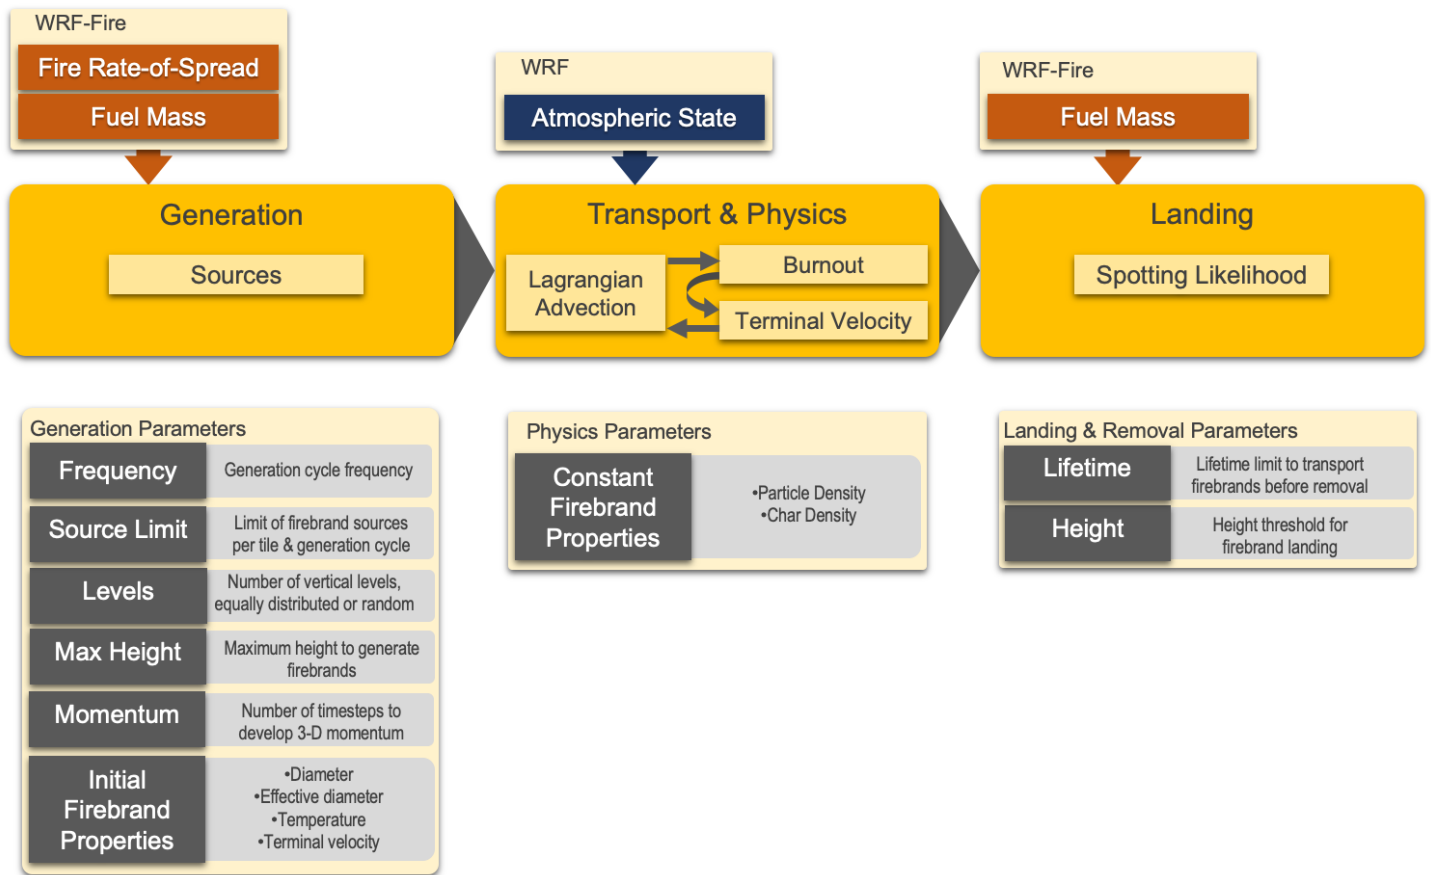 WRF-Fire
Fire Rate-of-Spread
Fuel Mass
WRF
Atmospheric State
WRF-Fire
Fuel Mass
Generation
Sources
Transport & Physics
Lagrangian
Advection
Burnout
Terminal Velocity
Landing
Spotting Likelihood
Generation Parameters
Frequency
Generation cycle frequency
Source Limit
Limit of firebrand sources
per tile & generation cycle
Levels
Number of vertical levels,
equally distributed or random
Max Height
Maximum height to generate
firebrands
Momentum
Number of timesteps to
develop 3-D momentum
Initial
Firebrand
Properties
•Diameter
•Effective diameter
•Temperature
•Terminal velocity
Physics Parameters
Constant
Firebrand
Properties
•Particle Density
•Char Density
Landing & Removal Parameters
Lifetime
Lifetime limit to transport
firebrands before removal
Height
Height threshold for
firebrand landing